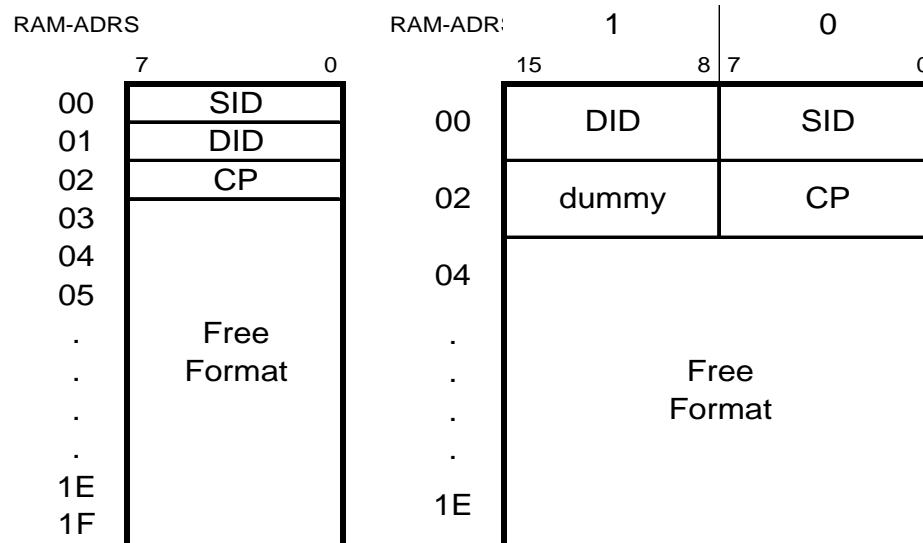 RAM-ADRS
7 0
00 SID
01 DID
02 CP
03
04
05
.
.
.
.
1E
1F
Free
Format
RAM-ADR
1 0
15 8 7 0
00 DID SID
02 dummy CP
04
.
.
.
.
1E
Free
Format